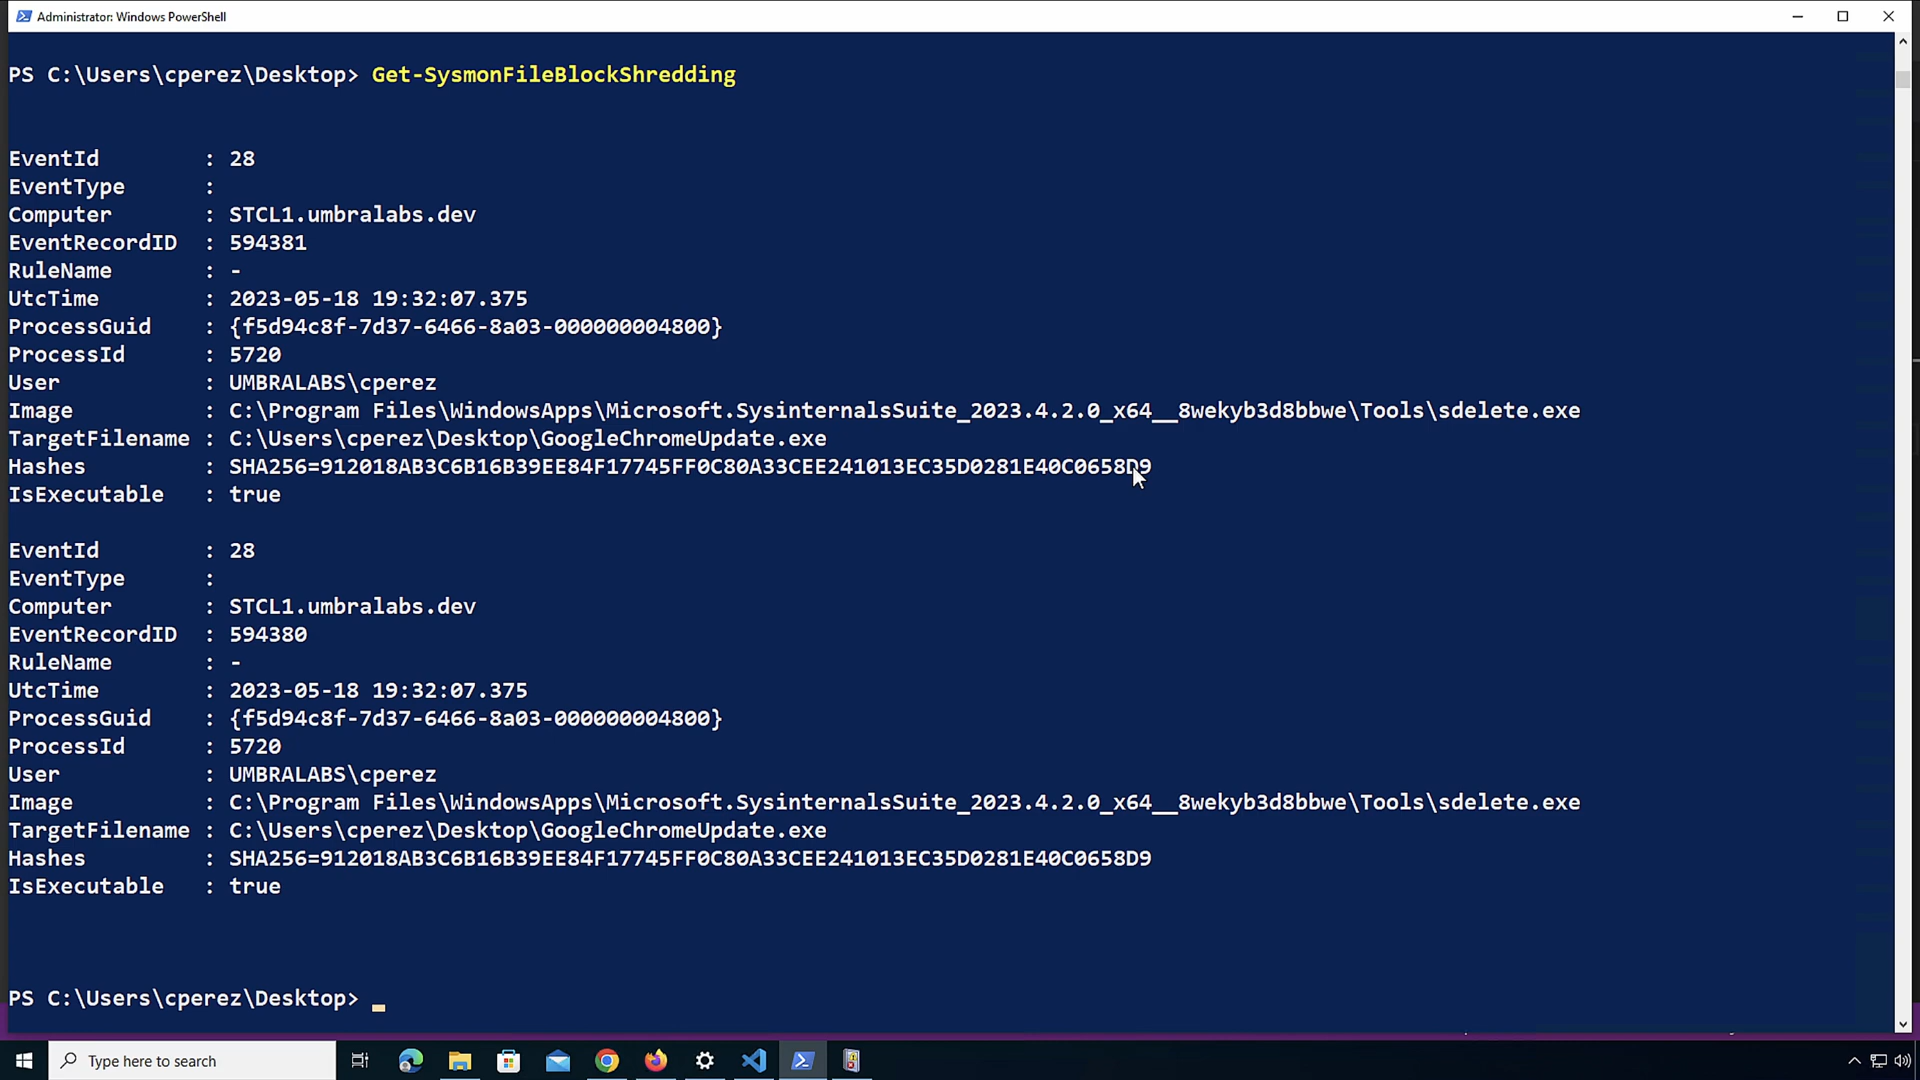 Administrator: Windows PowerShell
PS C:\Users\cperez\Desktop> Get-SysmonFileBlockShredding
EventId : 28
EventType :
Computer : STCL1.umbralabs.dev
EventRecordID : 594381
RuleName : -
UtcTime : 2023-05-18 19:32:07.375
ProcessGuid : {f5d94c8f-7d37-6466-8a03-000000004800}
ProcessId : 5720
User : UMBRALABS\cperez
Image : C:\Program Files\WindowsApps\Microsoft.SysinternalsSuite_2023.4.2.0_x64__8wekyb3d8bbwe\Tools\sdelete.exe
TargetFilename : C:\Users\cperez\Desktop\GoogleChromeUpdate.exe
Hashes : SHA256=912018AB3C6B16B39EE84F17745FF0C80A33CEE241013EC35D0281E40C0658D9
IsExecutable : true
EventId : 28
EventType :
Computer : STCL1.umbralabs.dev
EventRecordID : 594380
RuleName : -
UtcTime : 2023-05-18 19:32:07.375
ProcessGuid : {f5d94c8f-7d37-6466-8a03-000000004800}
ProcessId : 5720
User : UMBRALABS\cperez
Image : C:\Program Files\WindowsApps\Microsoft.SysinternalsSuite_2023.4.2.0_x64__8wekyb3d8bbwe\Tools\sdelete.exe
TargetFilename : C:\Users\cperez\Desktop\GoogleChromeUpdate.exe
Hashes : SHA256=912018AB3C6B16B39EE84F17745FF0C80A33CEE241013EC35D0281E40C0658D9
IsExecutable : true
PS C:\Users\cperez\Desktop>
Type here to search